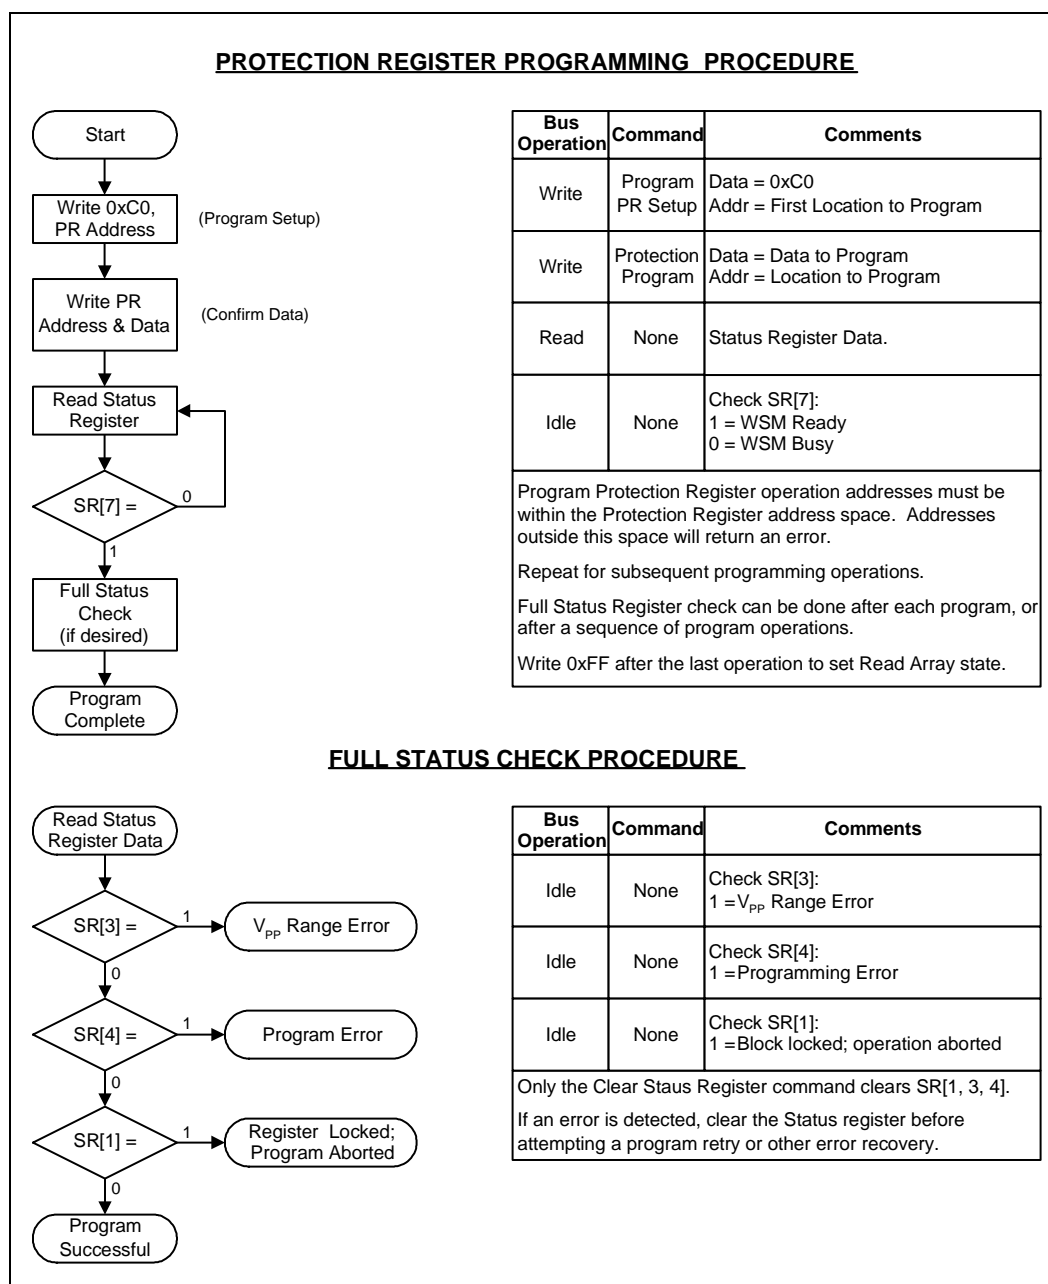 PROTECTION REGISTER PROGRAMMING PROCEDURE
Start
Write 0xC0,
PR Address
(Program Setup)
Write PR
Address & Data
(Confirm Data)
Read Status
Register
SR[7] =
0
1
Full Status
Check
(if desired)
Program
Complete
Bus
Operation
Command
Comments
Write
Program
PR Setup
Data = 0xC0
Addr = First Location to Program
Write
Protection
Program
Data = Data to Program
Addr = Location to Program
Read
None
Status Register Data.
Idle
None
Check SR[7]:
1 = WSM Ready
0 = WSM Busy
Program Protection Register operation addresses must be
within the Protection Register address space. Addresses
outside this space will return an error.
Repeat for subsequent programming operations.
Full Status Register check can be done after each program, or
after a sequence of program operations.
Write 0xFF after the last operation to set Read Array state.
FULL STATUS CHECK PROCEDURE
Read Status
Register Data
SR[3] =
1
VPP Range Error
0
SR[4] =
1
Program Error
0
SR[1] =
1
Register Locked;
Program Aborted
0
Program
Successful
Bus
Operation
Command
Comments
Idle
None
Check SR[3]:
1 =VPP Range Error
Idle
None
Check SR[4]:
1 =Programming Error
Idle
None
Check SR[1]:
1 =Block locked; operation aborted
Only the Clear Staus Register command clears SR[1, 3, 4].
If an error is detected, clear the Status register before
attempting a program retry or other error recovery.